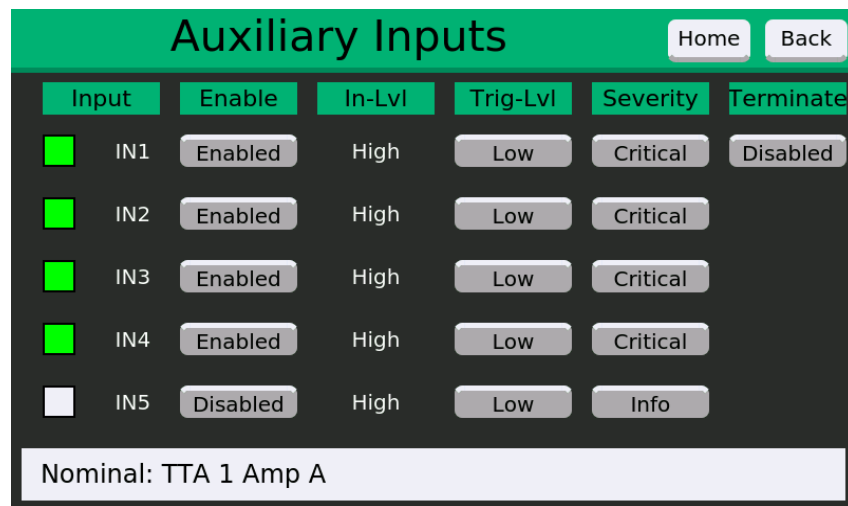 Auxiliary Inputs Home Back
Input Enable In-Lvl Trig-Lvl Severity Terminate
IN1 Enabled High Low Critical Disabled
IN2 Enabled High Low Critical
IN3 Enabled High Low Critical
IN4 Enabled High Low Critical
IN5 Disabled High Low Info
Nominal: TTA 1 Amp A